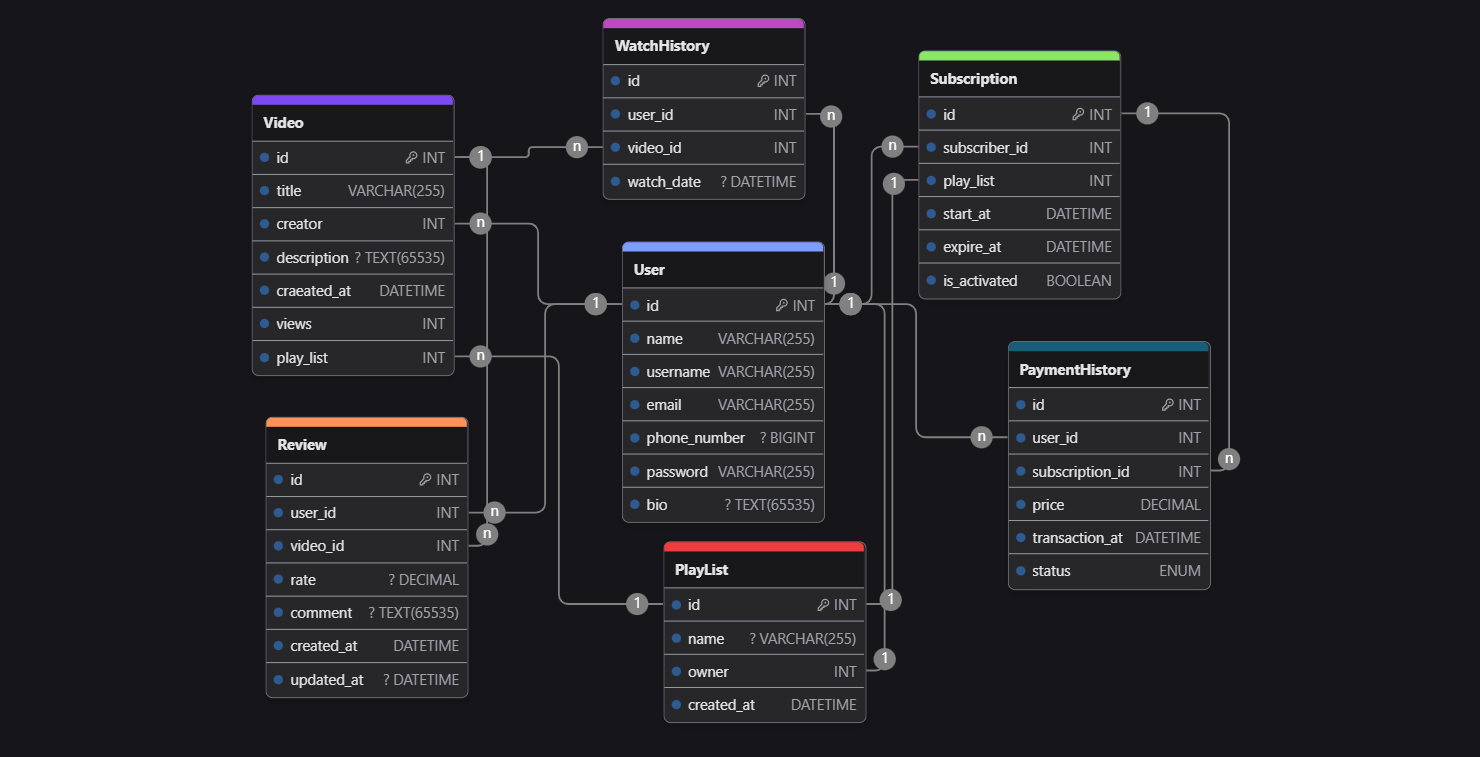 WatchHistory
id INT
user_id INT
video_id INT
watch_date ? DATETIME
Subscription
id INT
subscriber_id INT
play_list INT
start_at DATETIME
expire_at DATETIME
is_activated BOOLEAN
Video
id INT
title VARCHAR(255)
creator INT
description ? TEXT(65535)
craeated_at DATETIME
views INT
play_list INT
User
id INT
name VARCHAR(255)
username VARCHAR(255)
email VARCHAR(255)
phone_number ? BIGINT
password VARCHAR(255)
bio ? TEXT(65535)
PaymentHistory
id INT
user_id INT
subscription_id INT
price DECIMAL
transaction_at DATETIME
status ENUM
Review
id INT
user_id INT
video_id INT
rate ? DECIMAL
comment ? TEXT(65535)
created_at DATETIME
updated_at ? DATETIME
PlayList
id INT
name ? VARCHAR(255)
owner INT
created_at DATETIME
1
n
n
n
n
1
n
n
1
1
1
n
1
n
1
n
n
1
1